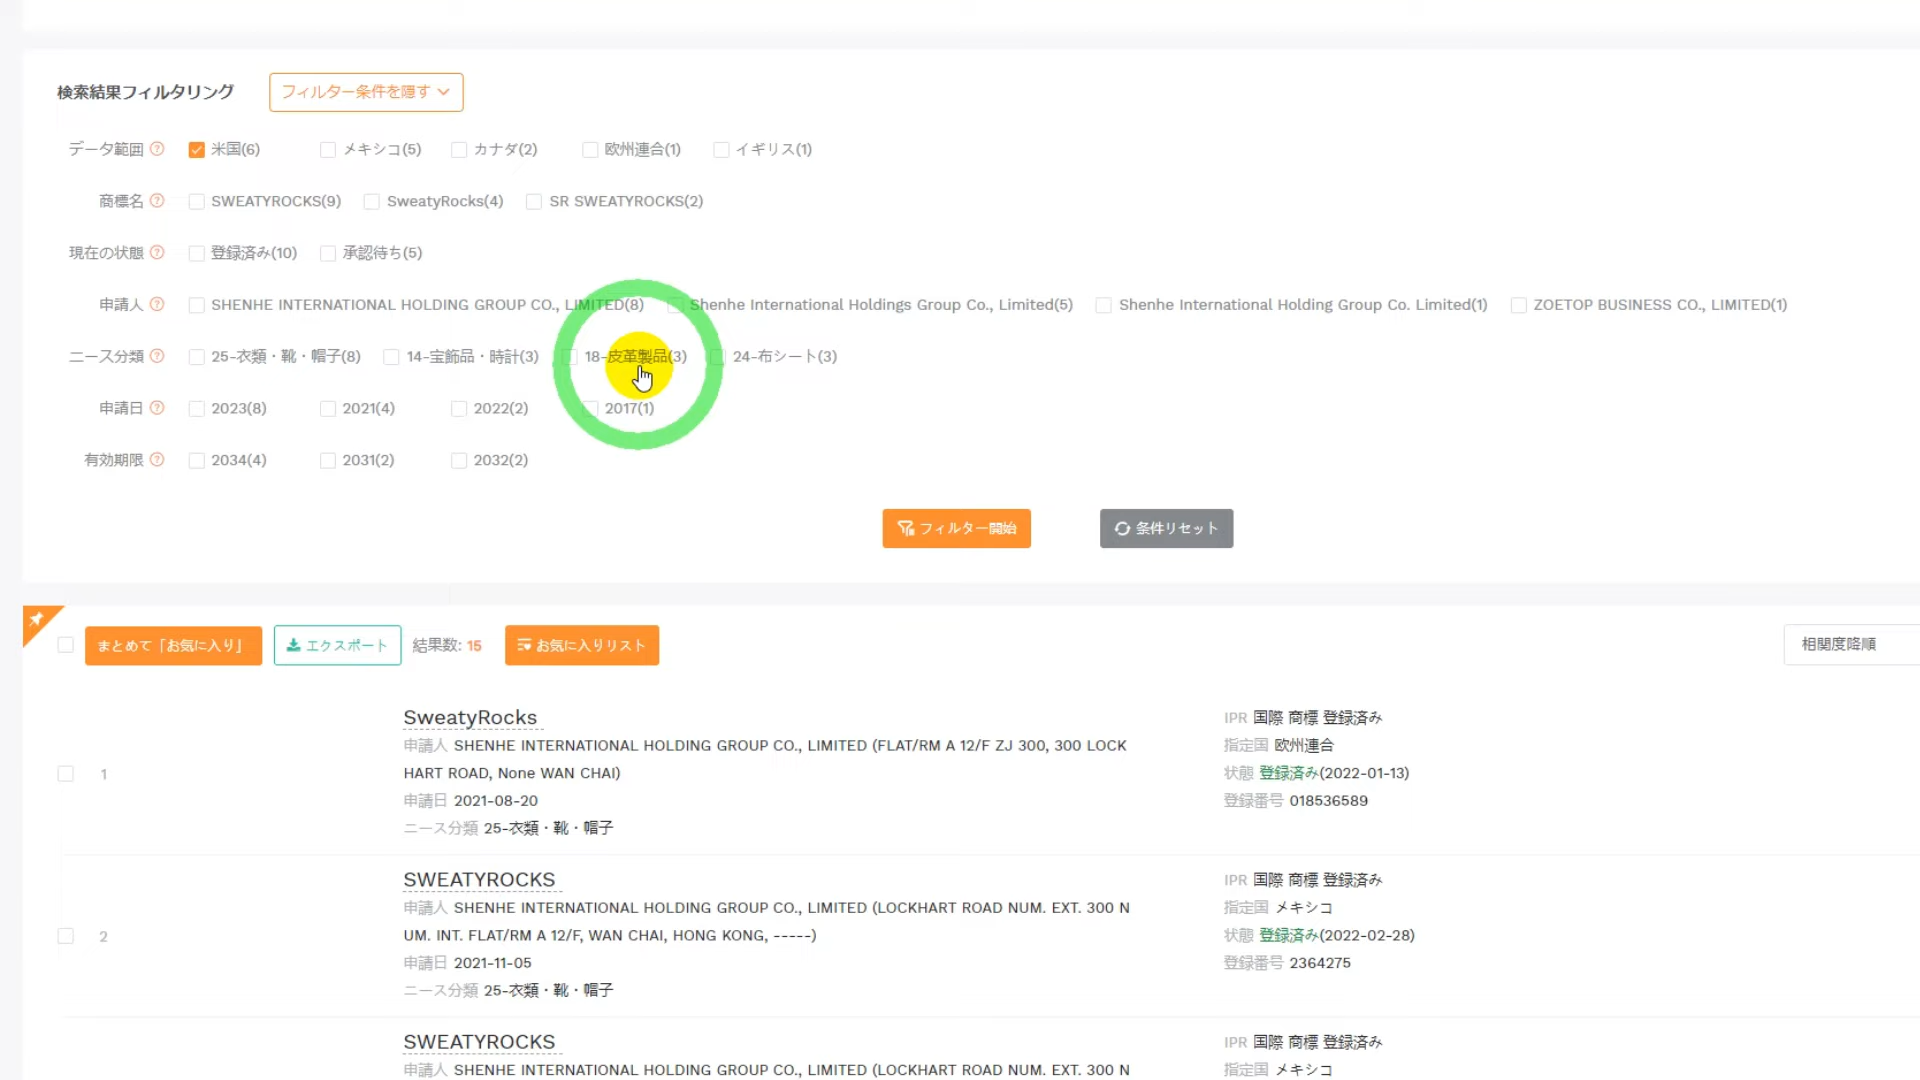 検索結果フィルタリング フィルター条件を隠す
データ範囲 米国(6) メキシコ(5) カナダ(2) 欧州連合(1) イギリス(1)
商標名 SWEATYROCKS(9) SweatyRocks(4) SR SWEATYROCKS(2)
現在の状態 登録済み(10) 承認待ち(5)
申請人 SHENHE INTERNATIONAL HOLDING GROUP CO., LIMITED(8) Shenhe International Holdings Group Co., Limited(5) Shenhe International Holding Group Co. Limited(1) ZOETOP BUSINESS CO., LIMITED(1)
ニース分類 25-衣類・靴・帽子(8) 14-宝飾品・時計(3) 18-皮革製品(3) 24-布シート(3)
申請日 2023(8) 2021(4) 2022(2) 2017(1)
有効期限 2034(4) 2031(2) 2032(2)
フィルター開始 条件リセット
まとめて「お気に入り」 エクスポート 結果数: 15 お気に入りリスト 相関度降順
1
SweatyRocks
申請人 SHENHE INTERNATIONAL HOLDING GROUP CO., LIMITED (FLAT/RM A 12/F ZJ 300, 300 LOCK
HART ROAD, None WAN CHAI)
申請日 2021-08-20
ニース分類 25-衣類・靴・帽子
IPR 国際 商標 登録済み
指定国 欧州連合
状態 登録済み(2022-01-13)
登録番号 018536589
2
SWEATYROCKS
申請人 SHENHE INTERNATIONAL HOLDING GROUP CO., LIMITED (LOCKHART ROAD NUM. EXT. 300 N
UM. INT. FLAT/RM A 12/F, WAN CHAI, HONG KONG, -----)
申請日 2021-11-05
ニース分類 25-衣類・靴・帽子
IPR 国際 商標 登録済み
指定国 メキシコ
状態 登録済み(2022-02-28)
登録番号 2364275
SWEATYROCKS
申請人 SHENHE INTERNATIONAL HOLDING GROUP CO., LIMITED (LOCKHART ROAD NUM. EXT. 300 N
IPR 国際 商標 登録済み
指定国 メキシコ